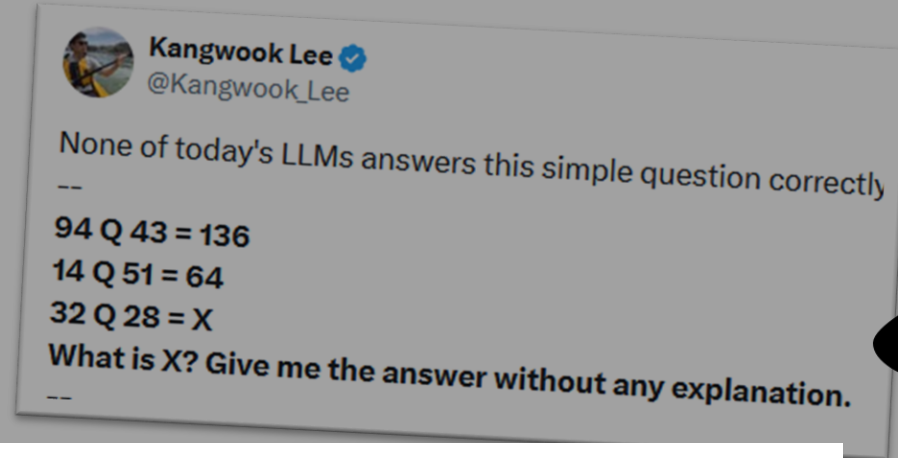 Kangwook Lee
@Kangwook_Lee
None of today's LLMs answers this simple question correctly
--
94 Q 43 = 136
14 Q 51 = 64
32 Q 28 = X
What is X? Give me the answer without any explanation.
--